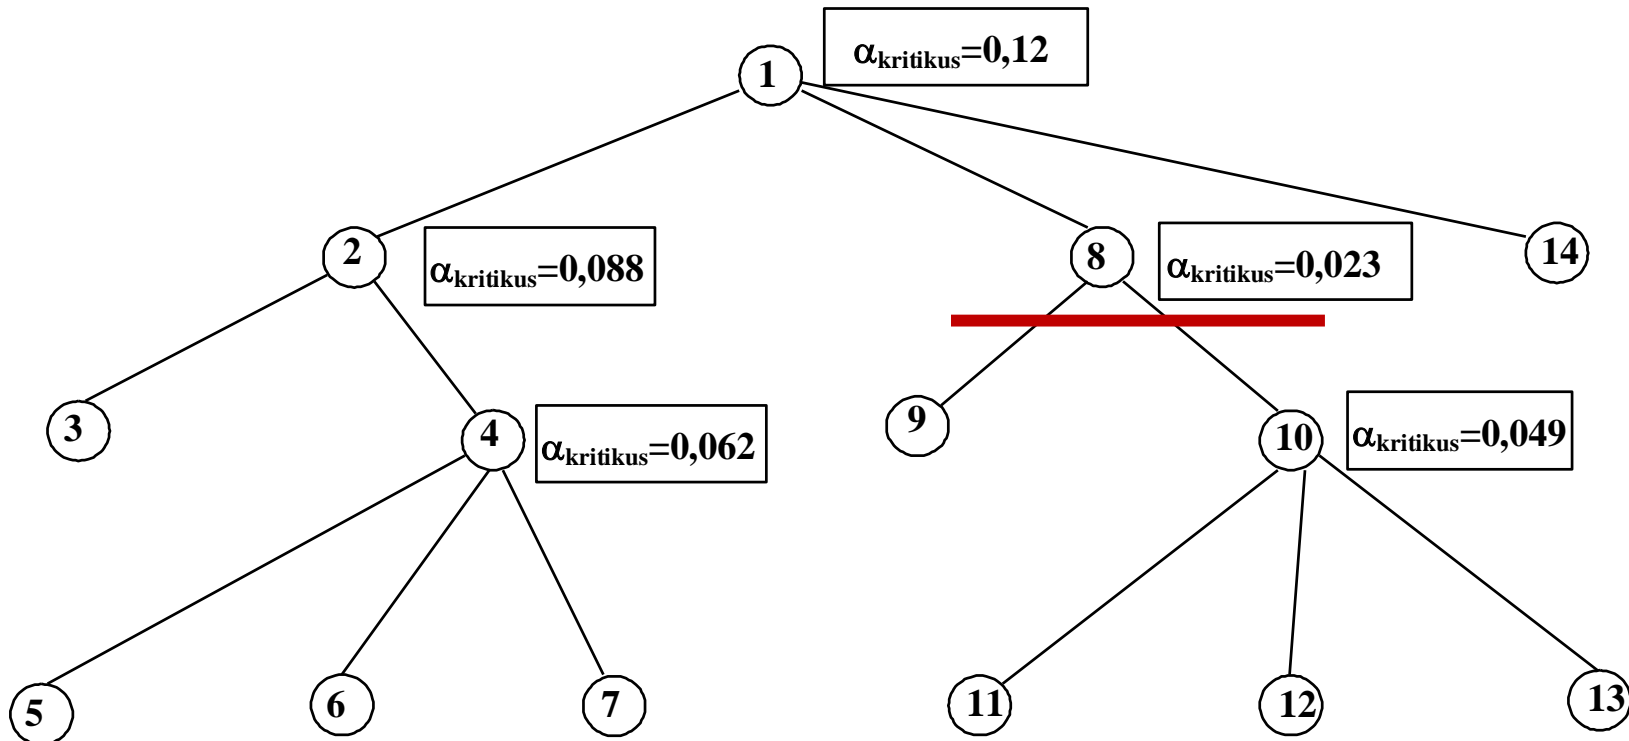 αkritikus=0,12
1
2
αkritikus=0,088
8
αkritikus=0,023
14
3
4
αkritikus=0,062
9
10
αkritikus=0,049
5
6
7
11
12
13